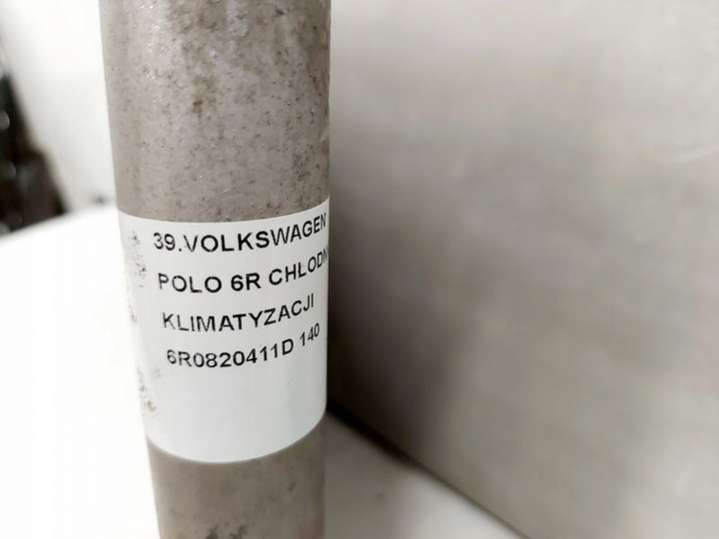 39.VOLKSWAGEN
POLO 6R CHLODN
KLIMATYZACJI
6R0820411D 140